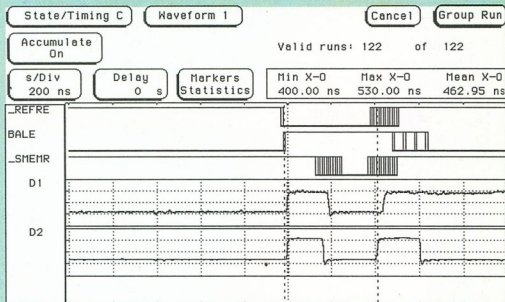 State/Timing C Waveform 1 Cancel Group Run
Accumulate On Valid runs: 122 of 122
s/Div 200 ns Delay 0 s Markers Statistics Min X-O 400.00 ns Max X-O 530.00 ns Mean X-O 462.95 ns
_REFRE
BALE
_SMEMR
D1
D2